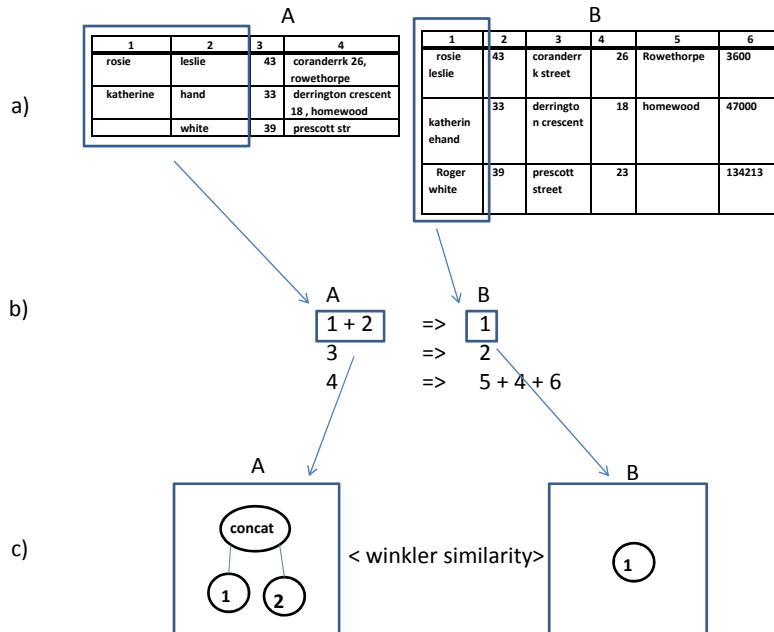 A
1 2 3 4
rosie leslie 43 coranderrk 26,
rowethorpe
katherine hand 33 derrington crescent
18 , homewood
white 39 prescott str
B
1 2 3 4 5 6
rosie 43 coranderr 26 Rowethorpe 3600
leslie k street
33 derringto 18 homewood 47000
katherin n crescent
ehand
Roger 39 prescott 23 134213
white street
a)
b)
A B
1 + 2 => 1
3 => 2
4 => 5 + 4 + 6
A B
c)
concat
1 2
< winkler similarity>
1